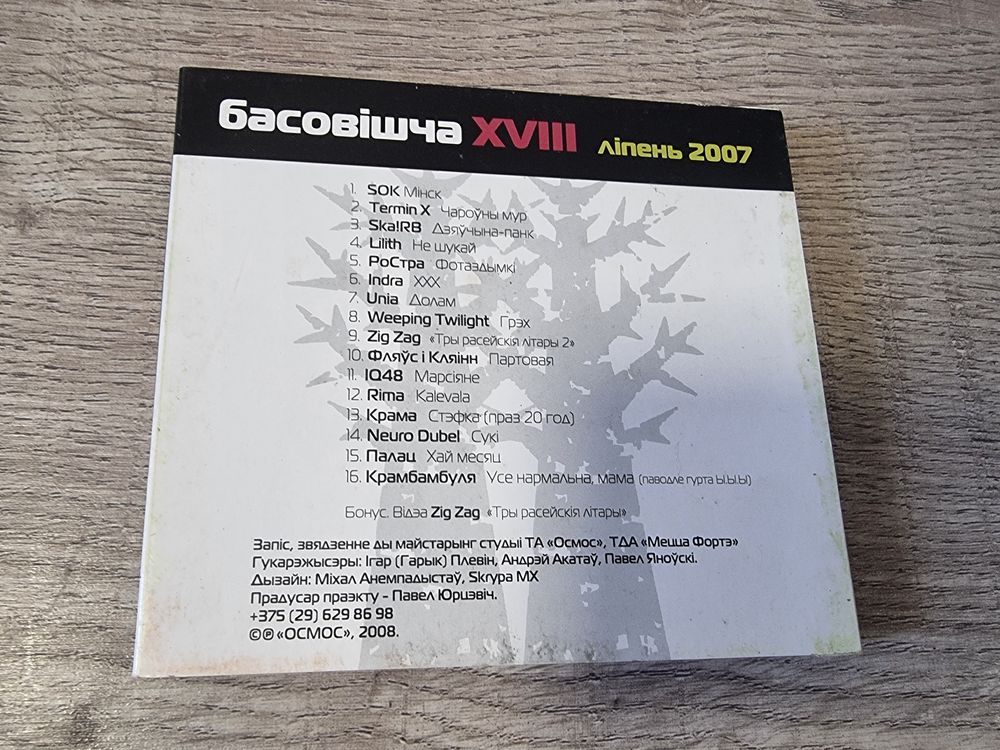 басовішча XVIII ліпень 2007
1. SOK Мінск
2. Termin X Чароўны мур
3. Ska!R8 Дзяўчына-панк
4. Lilith Не шукай
5. РоСтра Фотаздымкі
6. Indra XXX
7. Unia Долам
8. Weeping Twilight Грэх
9. Zig Zag «Тры расейскія літары 2»
10. Фляўс і Кляінн Партовая
11. IQ48 Марсіяне
12. Rima Kalevala
13. Крама Стэфка (праз 20 год)
14. Neuro Dubel Сукі
15. Палац Хай месяц
16. Крамбамбуля Усе нармальна, мама (паводле гурта Ы.Ы.Ы)
Бонус. Відэа Zig Zag «Тры расейскія літары»
Запіс, звядзенне ды майстарынг студыі ТА «Осмос», ТДА «Мецца Фортэ»
Гукарэжысэры: Ігар (Гарык) Плевін, Андрэй Акатаў, Павел Яноўскі.
Дызайн: Міхал Анемпадыстаў, Skrypa MX
Прадусар праэкту - Павел Юрцэвіч.
+375 (29) 629 86 98
©℗ «ОСМОС», 2008.